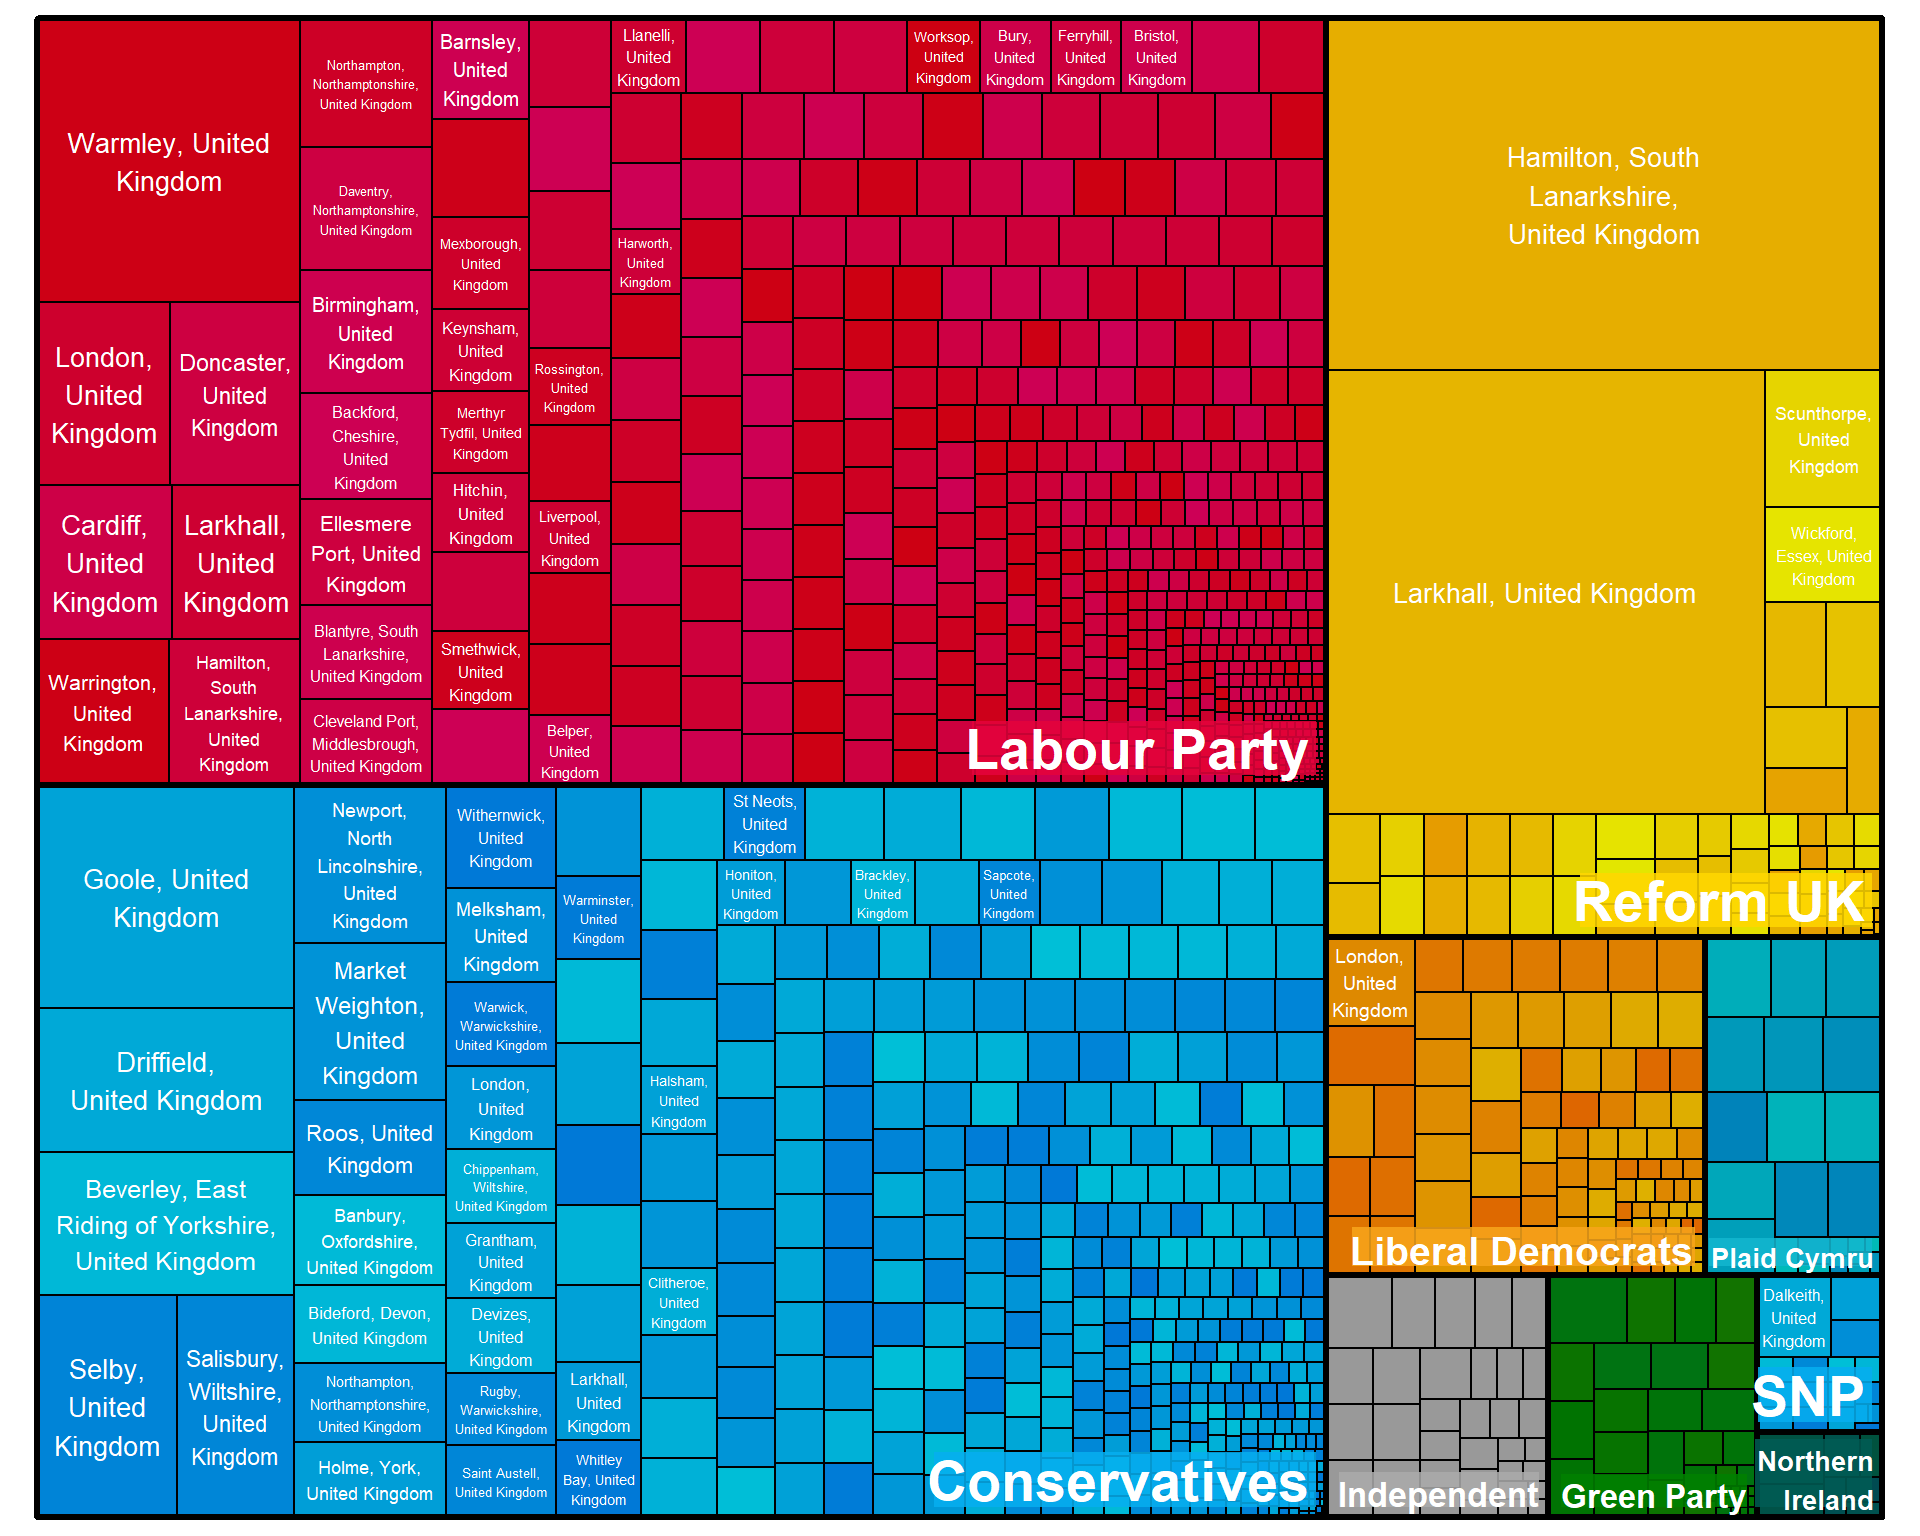 Warmley, United
Kingdom
London,
United
Kingdom
Doncaster,
United
Kingdom
Cardiff,
United
Kingdom
Larkhall,
United
Kingdom
Warrington,
United
Kingdom
Hamilton,
South
Lanarkshire,
United
Kingdom
Northampton,
Northamptonshire,
United Kingdom
Daventry,
Northamptonshire,
United Kingdom
Birmingham,
United
Kingdom
Backford,
Cheshire,
United
Kingdom
Ellesmere
Port, United
Kingdom
Blantyre, South
Lanarkshire,
United Kingdom
Cleveland Port,
Middlesbrough,
United Kingdom
Barnsley,
United
Kingdom
Mexborough,
United
Kingdom
Keynsham,
United
Kingdom
Merthyr
Tydfil, United
Kingdom
Hitchin,
United
Kingdom
Smethwick,
United
Kingdom
Rossington,
United
Kingdom
Liverpool,
United
Kingdom
Belper,
United
Kingdom
Llanelli,
United
Kingdom
Harworth,
United
Kingdom
Worksop,
United
Kingdom
Bury,
United
Kingdom
Ferryhill,
United
Kingdom
Bristol,
United
Kingdom
Labour Party
Goole, United
Kingdom
Driffield,
United Kingdom
Beverley, East
Riding of Yorkshire,
United Kingdom
Selby,
United
Kingdom
Salisbury,
Wiltshire,
United
Kingdom
Newport,
North
Lincolnshire,
United
Kingdom
Market
Weighton,
United
Kingdom
Roos, United
Kingdom
Banbury,
Oxfordshire,
United Kingdom
Bideford, Devon,
United Kingdom
Northampton,
Northamptonshire,
United Kingdom
Holme, York,
United Kingdom
Withernwick,
United
Kingdom
Melksham,
United
Kingdom
Warwick,
Warwickshire,
United Kingdom
London,
United
Kingdom
Chippenham,
Wiltshire,
United Kingdom
Grantham,
United
Kingdom
Devizes,
United
Kingdom
Rugby,
Warwickshire,
United Kingdom
Saint Austell,
United Kingdom
Warminster,
United
Kingdom
Larkhall,
United
Kingdom
Whitley
Bay, United
Kingdom
Halsham,
United
Kingdom
Clitheroe,
United
Kingdom
St Neots,
United
Kingdom
Honiton,
United
Kingdom
Brackley,
United
Kingdom
Sapcote,
United
Kingdom
Conservatives
Hamilton, South
Lanarkshire,
United Kingdom
Larkhall, United Kingdom
Scunthorpe,
United
Kingdom
Wickford,
Essex, United
Kingdom
Reform UK
London,
United
Kingdom
Liberal Democrats
Plaid Cymru
Independent
Green Party
Dalkeith,
United
Kingdom
SNP
Northern
Ireland